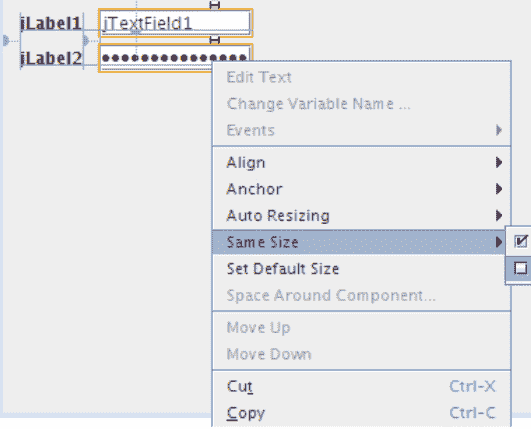 jLabel1 jTextField1
jLabel2
Edit Text
Change Variable Name ...
Events
Align
Anchor
Auto Resizing
Same Size
Set Default Size
Space Around Component...
Move Up
Move Down
Cut Ctrl-X
Copy Ctrl-C